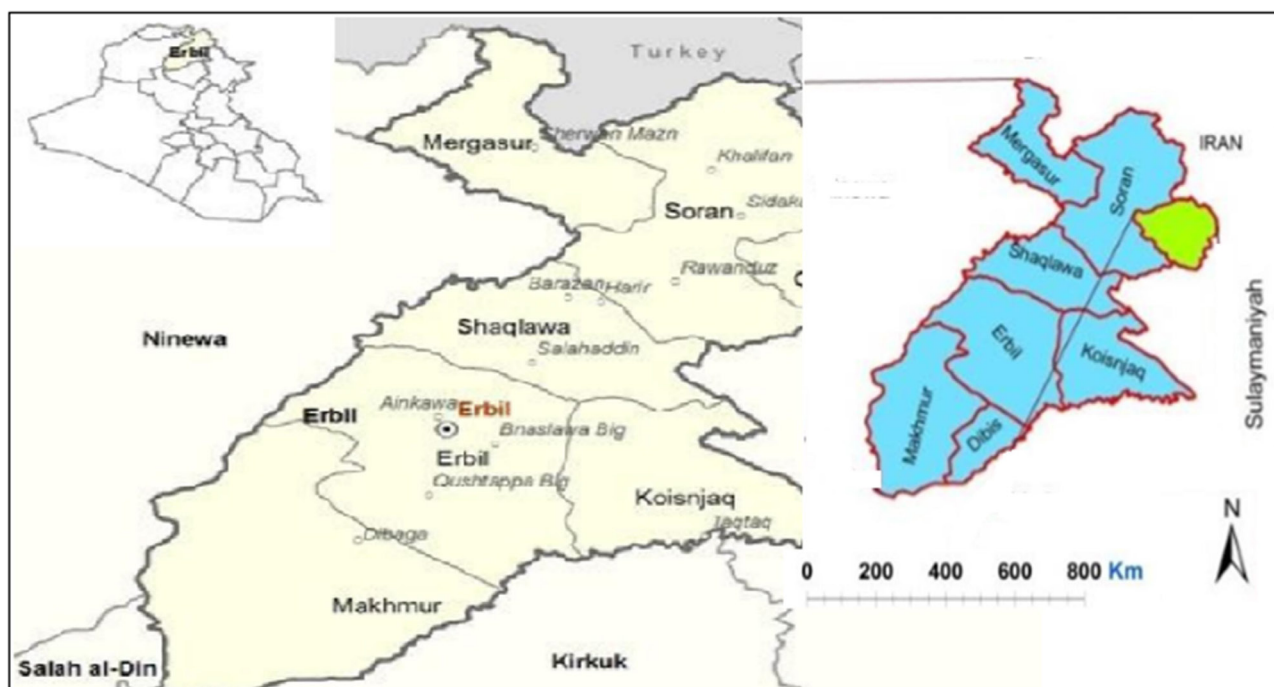 Erbil
Turkey
Mergasur
Sherwan Mazn
Khalifan
Soran
Rawanduz
Barazan
Harir
Ninewa
Shaqlawa
Salahaddin
Erbil
Ainkawa
Erbil
Bnaslawa Big
Erbil
Qushtappa Big
Koisnjaq
Taqtaq
Dibaga
Makhmur
Salah al-Din
Kirkuk
Mergasur
IRAN
Soran
Shaqlawa
Erbil
Koisnjaq
Sulaymaniyah
Makhmur
Dibis
N
0 200 400 600 800 Km